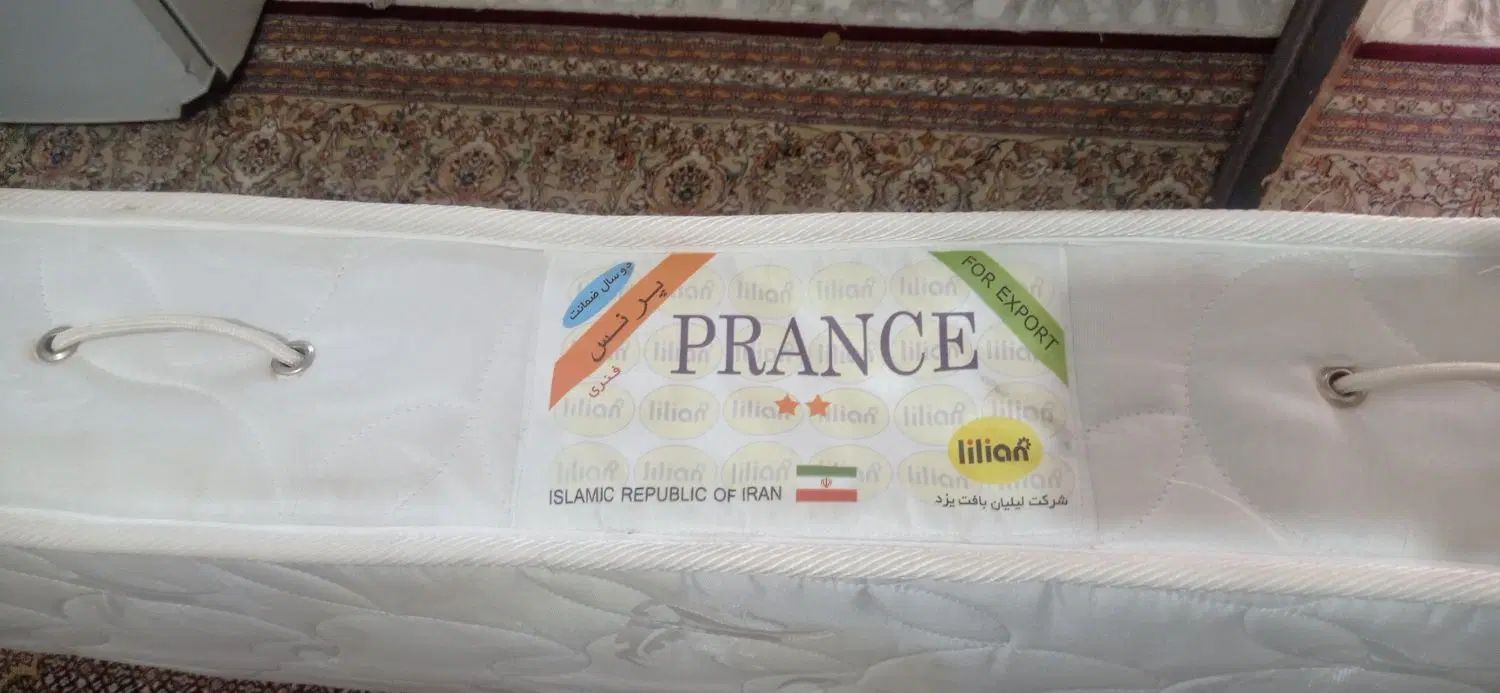 دو سال ضمانت
پرنس
فنری
FOR EXPORT
PRANCE
lilian
ISLAMIC REPUBLIC OF IRAN
شرکت لیلیان بافت یزد